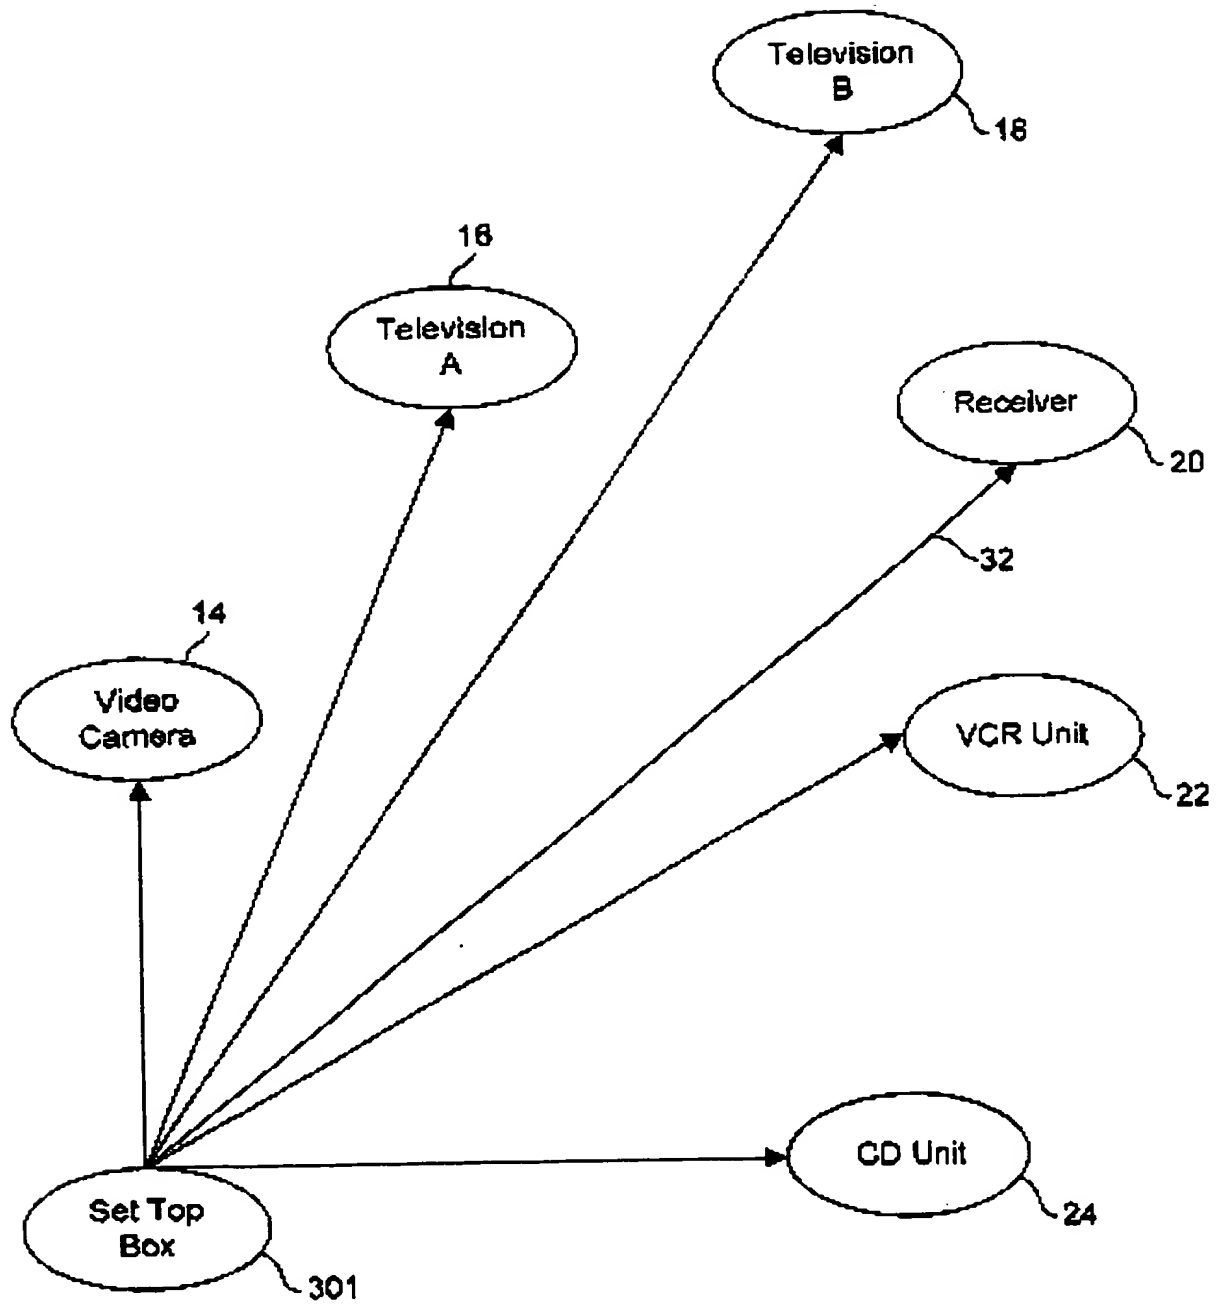 Television
B
18
16
Television
A
Receiver
20
32
14
Video
Camera
VCR Unit
22
CD Unit
24
Set Top
Box
301